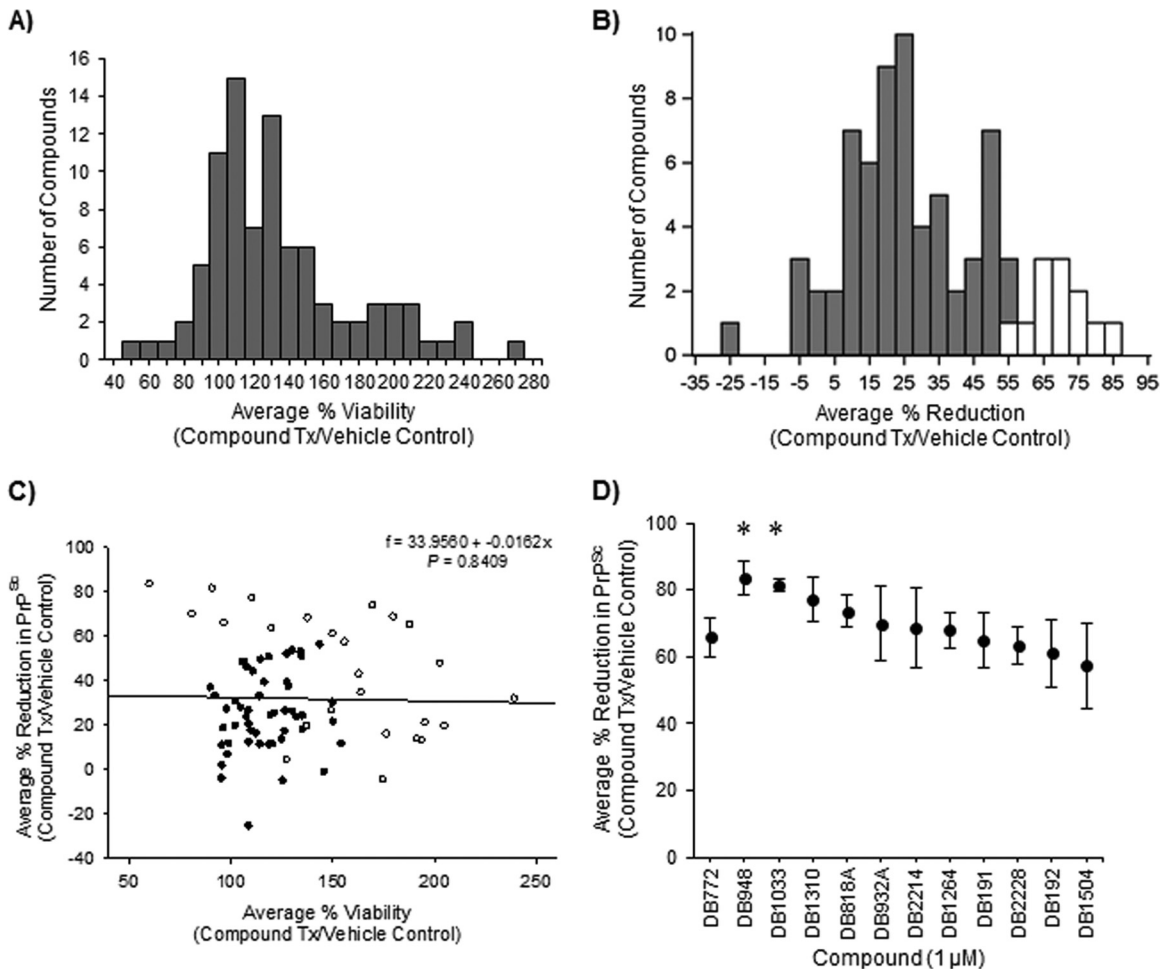 A)
Number of Compounds
16
14
12
10
8
6
4
2
0
40 60 80 100 120 140 160 180 200 220 240 260 280
Average % Viability
(Compound Tx/Vehicle Control)
B)
Number of Compounds
10
8
6
4
2
0
-35 -25 -15 -5 5 15 25 35 45 55 65 75 85 95
Average % Reduction
(Compound Tx/Vehicle Control)
C)
Average % Reduction in PrPSc
(Compound Tx/Vehicle Control)
100
80
60
40
20
0
-20
-40
f = 33.9560 + -0.0162x
P = 0.8409
50 100 150 200 250
Average % Viability
(Compound Tx/Vehicle Control)
D)
Average % Reduction in PrPSc
(Compound Tx/Vehicle Control)
100
80
60
40
20
0
* *
DB772
DB948
DB1033
DB1310
DB818A
DB932A
DB2214
DB1264
DB191
DB2228
DB192
DB1504
Compound (1 µM)